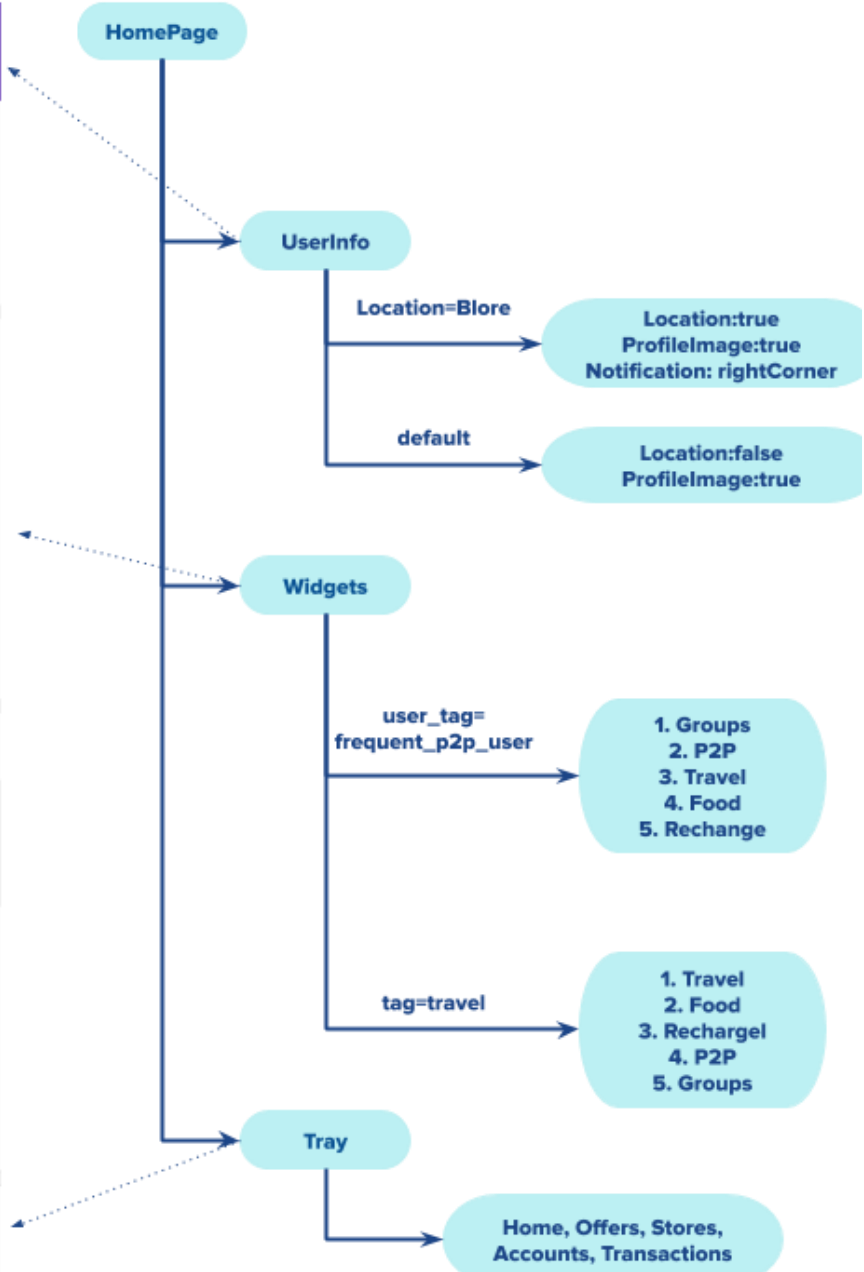 HomePage
UserInfo
Location=Blore
Location:true
ProfileImage:true
Notification: rightCorner
default
Location:false
ProfileImage:true
Widgets
user_tag=
frequent_p2p_user
1. Groups
2. P2P
3. Travel
4. Food
5. Rechange
tag=travel
1. Travel
2. Food
3. Rechargel
4. P2P
5. Groups
Tray
Home, Offers, Stores,
Accounts, Transactions